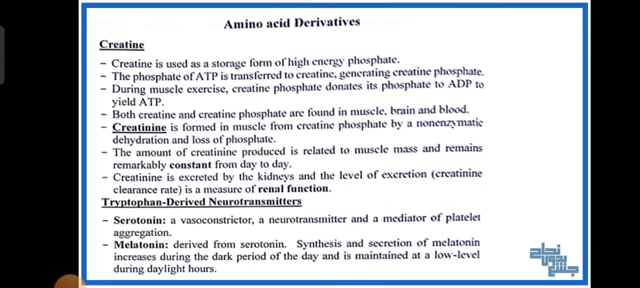 Amino acid Derivatives
Creatine
– Creatine is used as a storage form of high energy phosphate.
– The phosphate of ATP is transferred to creatine, generating creatine phosphate.
– During muscle exercise, creatine phosphate donates its phosphate to ADP to
yield ATP.
– Both creatine and creatine phosphate are found in muscle, brain and blood.
– Creatinine is formed in muscle from creatine phosphate by a nonenzymatic
dehydration and loss of phosphate.
– The amount of creatinine produced is related to muscle mass and remains
remarkably constant from day to day.
– Creatinine is excreted by the kidneys and the level of excretion (creatinine
clearance rate) is a measure of renal function.
Tryptophan-Derived Neurotransmitters
– Serotonin: a vasoconstrictor, a neurotransmitter and a mediator of platelet
aggregation.
– Melatonin: derived from serotonin. Synthesis and secretion of melatonin
increases during the dark period of the day and is maintained at a low-level
during daylight hours.